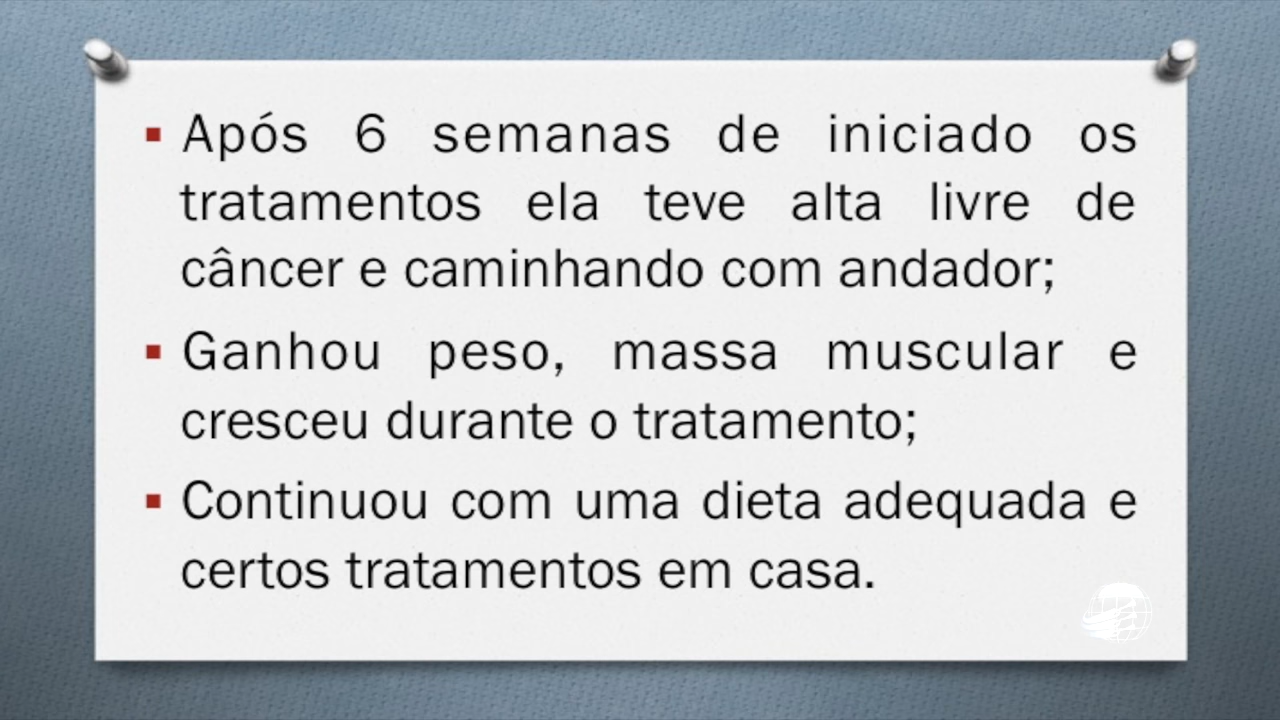 ▪ Após 6 semanas de iniciado os
tratamentos ela teve alta livre de
câncer e caminhando com andador;
▪ Ganhou peso, massa muscular e
cresceu durante o tratamento;
▪ Continuou com uma dieta adequada e
certos tratamentos em casa.